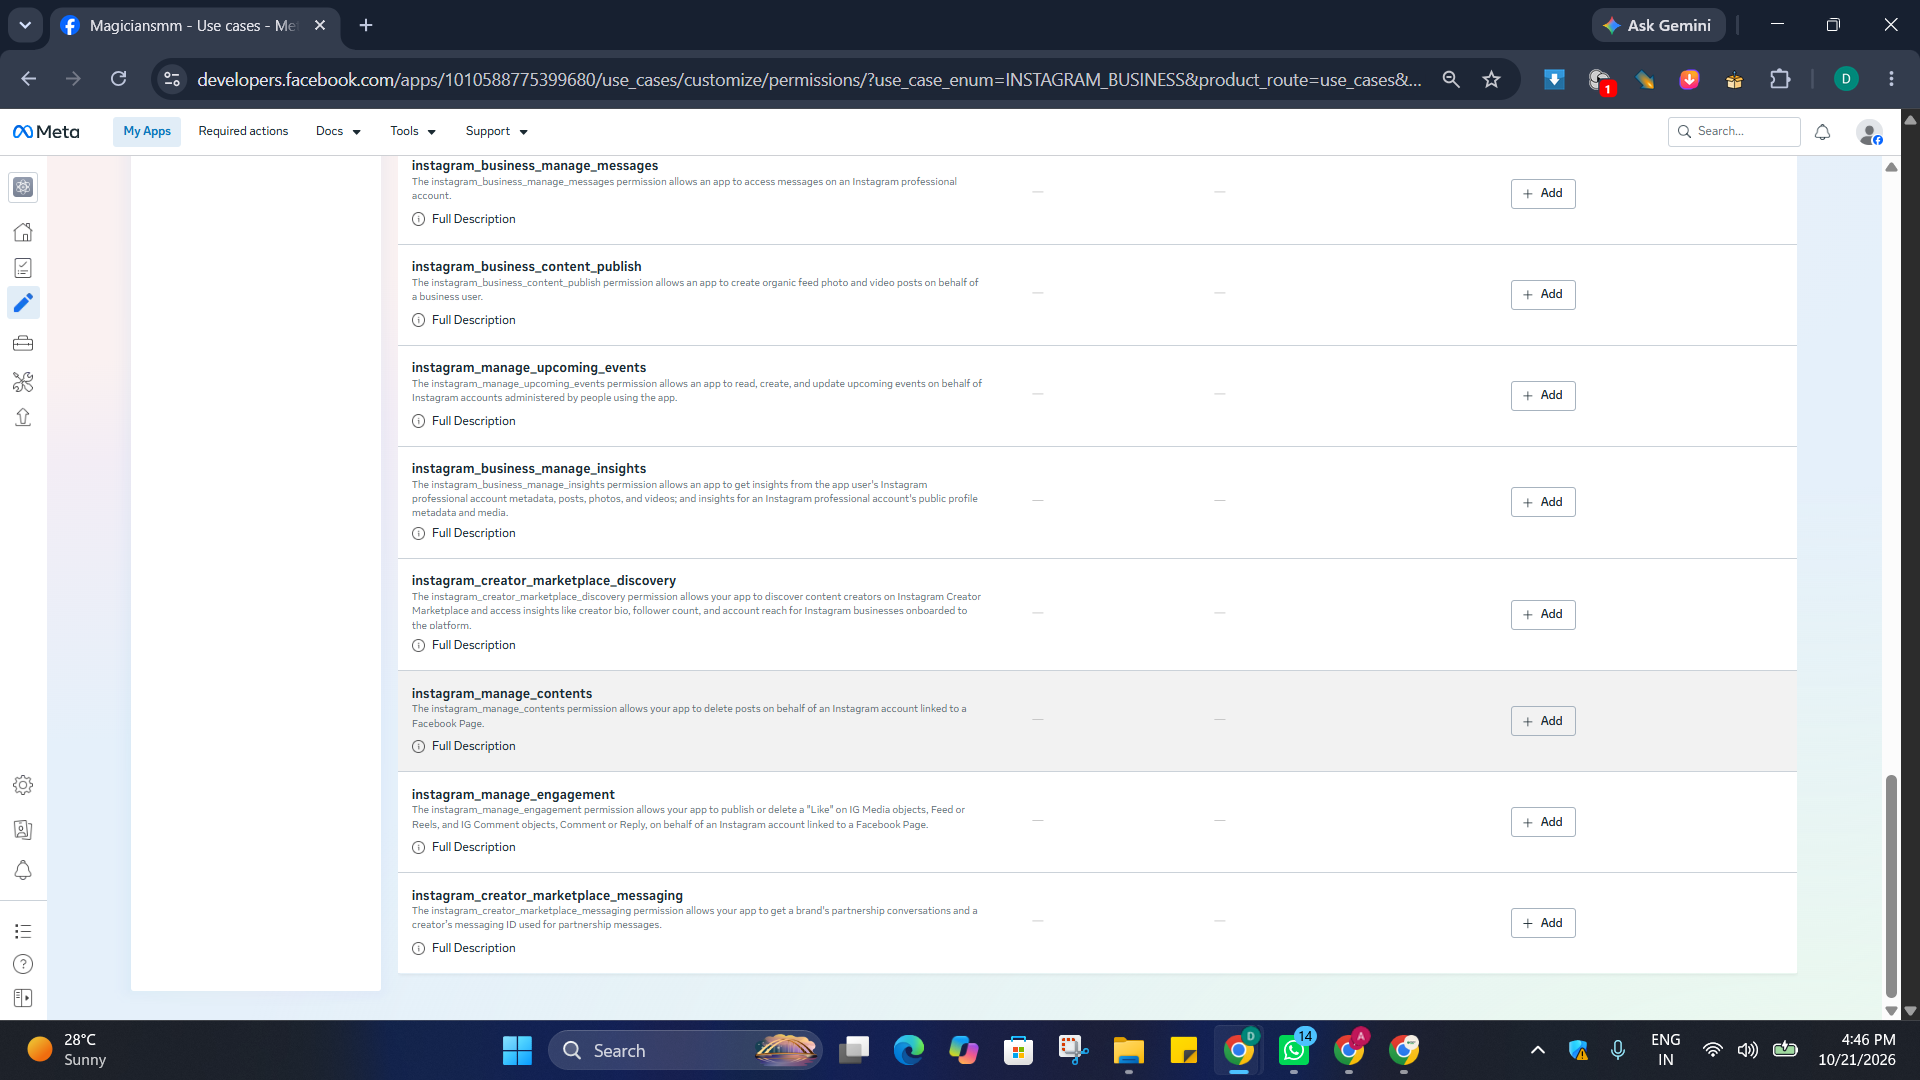 Magiciansmm - Use cases - Me
Ask Gemini
developers.facebook.com/apps/1010588775399680/use_cases/customize/permissions/?use_case_enum=INSTAGRAM_BUSINESS&product_route=use_cases&...
1
D
Meta
My Apps
Required actions
Docs
Tools
Support
Search...
instagram_business_manage_messages
The instagram_business_manage_messages permission allows an app to access messages on an Instagram professional
account.
Full Description
— — + Add
instagram_business_content_publish
The instagram_business_content_publish permission allows an app to create organic feed photo and video posts on behalf of
a business user.
Full Description
— — + Add
instagram_manage_upcoming_events
The instagram_manage_upcoming_events permission allows an app to read, create, and update upcoming events on behalf of
Instagram accounts administered by people using the app.
Full Description
— — + Add
instagram_business_manage_insights
The instagram_business_manage_insights permission allows an app to get insights from the app user's Instagram
professional account metadata, posts, photos, and videos; and insights for an Instagram professional account's public profile
metadata and media.
Full Description
— — + Add
instagram_creator_marketplace_discovery
The instagram_creator_marketplace_discovery permission allows your app to discover content creators on Instagram Creator
Marketplace and access insights like creator bio, follower count, and account reach for Instagram businesses onboarded to
the platform.
Full Description
— — + Add
instagram_manage_contents
The instagram_manage_contents permission allows your app to delete posts on behalf of an Instagram account linked to a
Facebook Page.
Full Description
— — + Add
instagram_manage_engagement
The instagram_manage_engagement permission allows your app to publish or delete a "Like" on IG Media objects, Feed or
Reels, and IG Comment objects, Comment or Reply, on behalf of an Instagram account linked to a Facebook Page.
Full Description
— — + Add
instagram_creator_marketplace_messaging
The instagram_creator_marketplace_messaging permission allows your app to get a brand's partnership conversations and a
creator's messaging ID used for partnership messages.
Full Description
— — + Add
28°C
Sunny
Search
D
14
A
ENG
IN
4:46 PM
10/21/2026